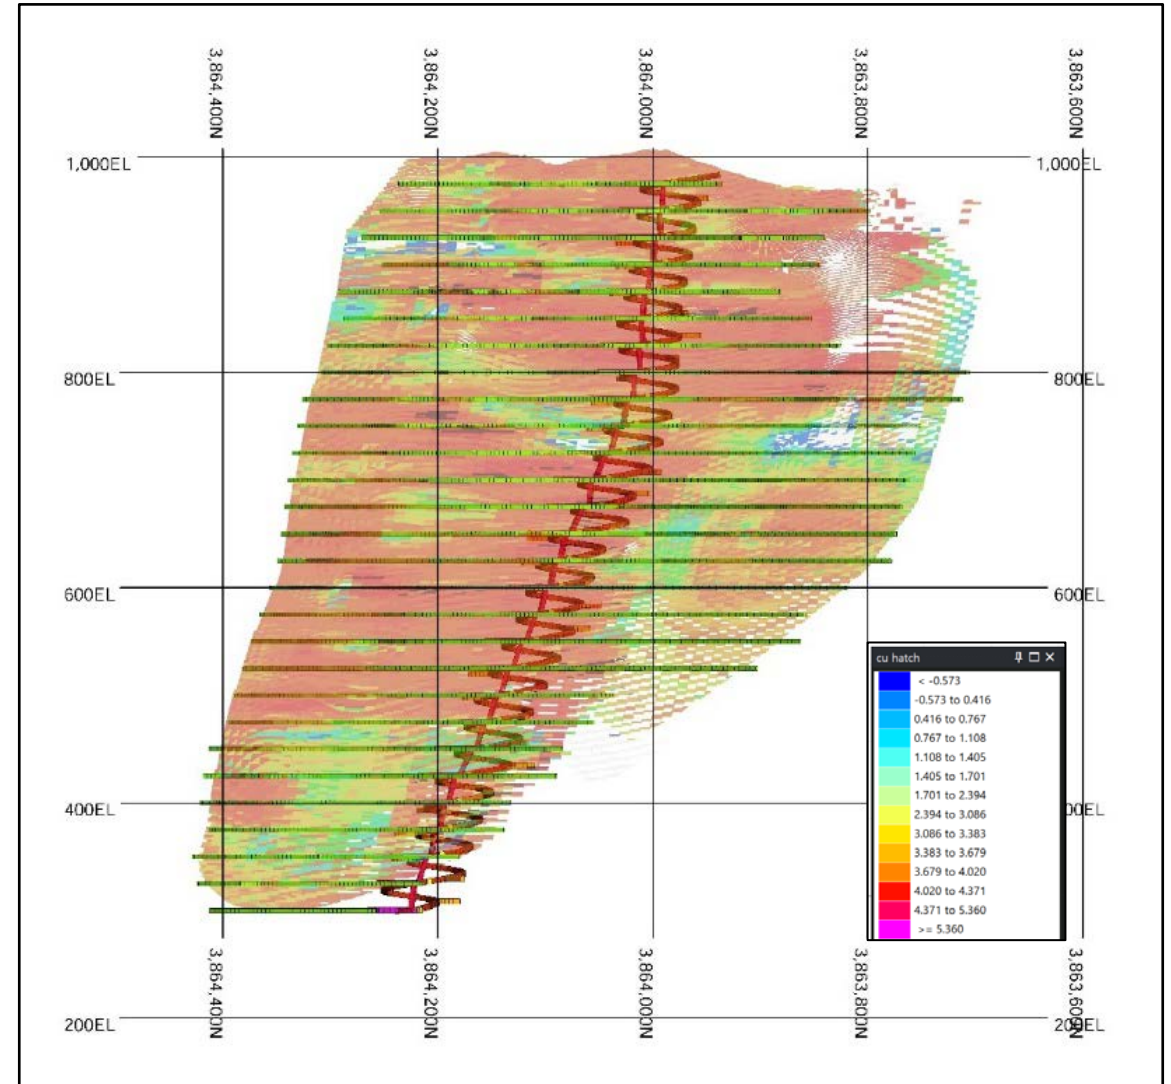 3,864,400N
3,864,200N
3,864,000N
3,863,800N
3,863,600N
1,000EL
1,000EL
800EL
800EL
600EL
600EL
cu hatch
< -0.573
-0.573 to 0.416
0.416 to 0.767
0.767 to 1.108
1.108 to 1.405
1.405 to 1.701
1.701 to 2.394
2.394 to 3.086
3.086 to 3.383
3.383 to 3.679
3.679 to 4.020
4.020 to 4.371
4.371 to 5.360
>= 5.360
400EL
00EL
3,864,400N
3,864,200N
3,864,000N
3,863,800N
3,863,600N
200EL
200EL